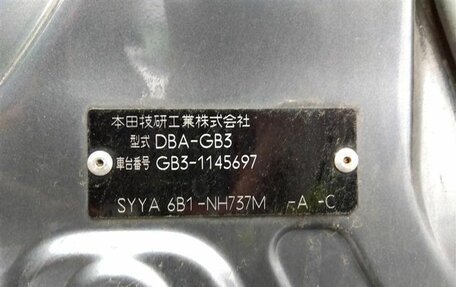 本田技研工業株式会社
型式 DBA-GB3
車台番号 GB3-1145697
SYYA 6B1-NH737M -A -C